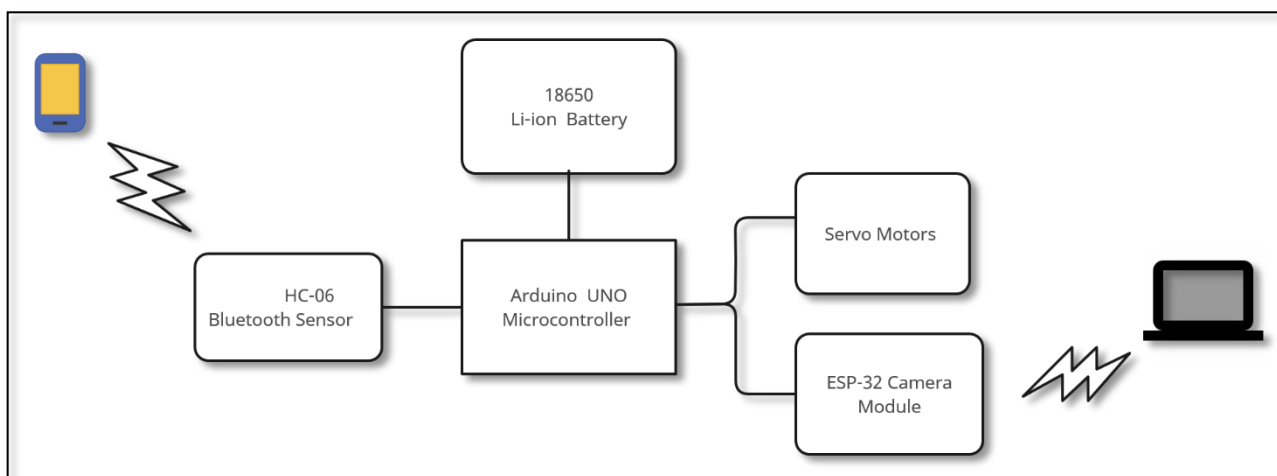 18650
Li-ion Battery
Servo Motors
HC-06
Bluetooth Sensor
Arduino UNO
Microcontroller
ESP-32 Camera
Module